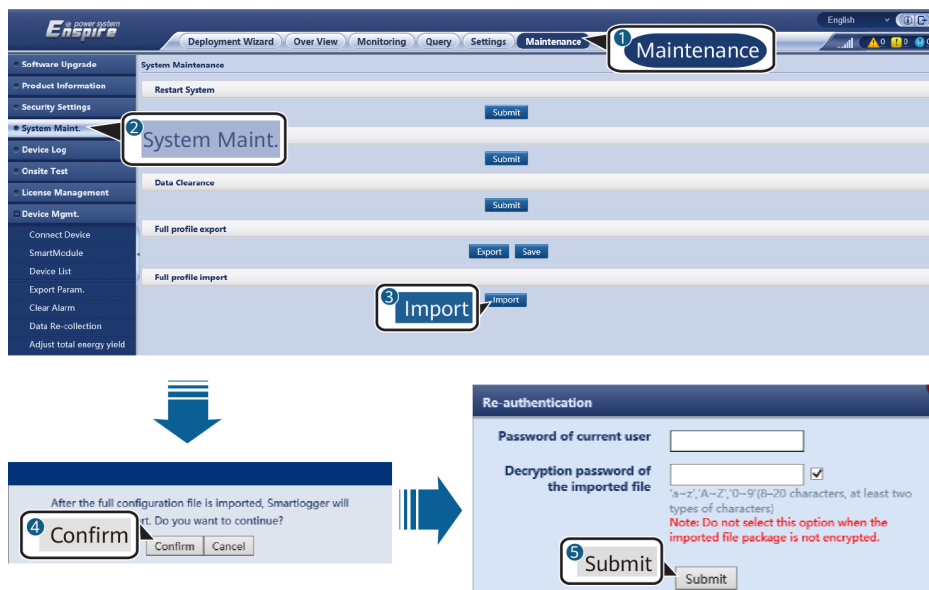 e power system
Enspire
English
Deployment Wizard Over View Monitoring Query Settings Maintenance
1 Maintenance
Software Upgrade
Product Information
Security Settings
System Maint.
Device Log
Onsite Test
License Management
Device Mgmt.
Connect Device
SmartModule
Device List
Export Param.
Clear Alarm
Data Re-collection
Adjust total energy yield
System Maintenance
Restart System
Submit
2 System Maint.
Submit
Data Clearance
Submit
Full profile export
Export Save
Full profile import
3 Import
Import
After the full configuration file is imported, Smartlogger will
rt. Do you want to continue?
4 Confirm
Confirm Cancel
Re-authentication
Password of current user
Decryption password of
the imported file
'a~z','A~Z','0~9'(8–20 characters, at least two
types of characters)
Note: Do not select this option when the
imported file package is not encrypted.
5 Submit
Submit